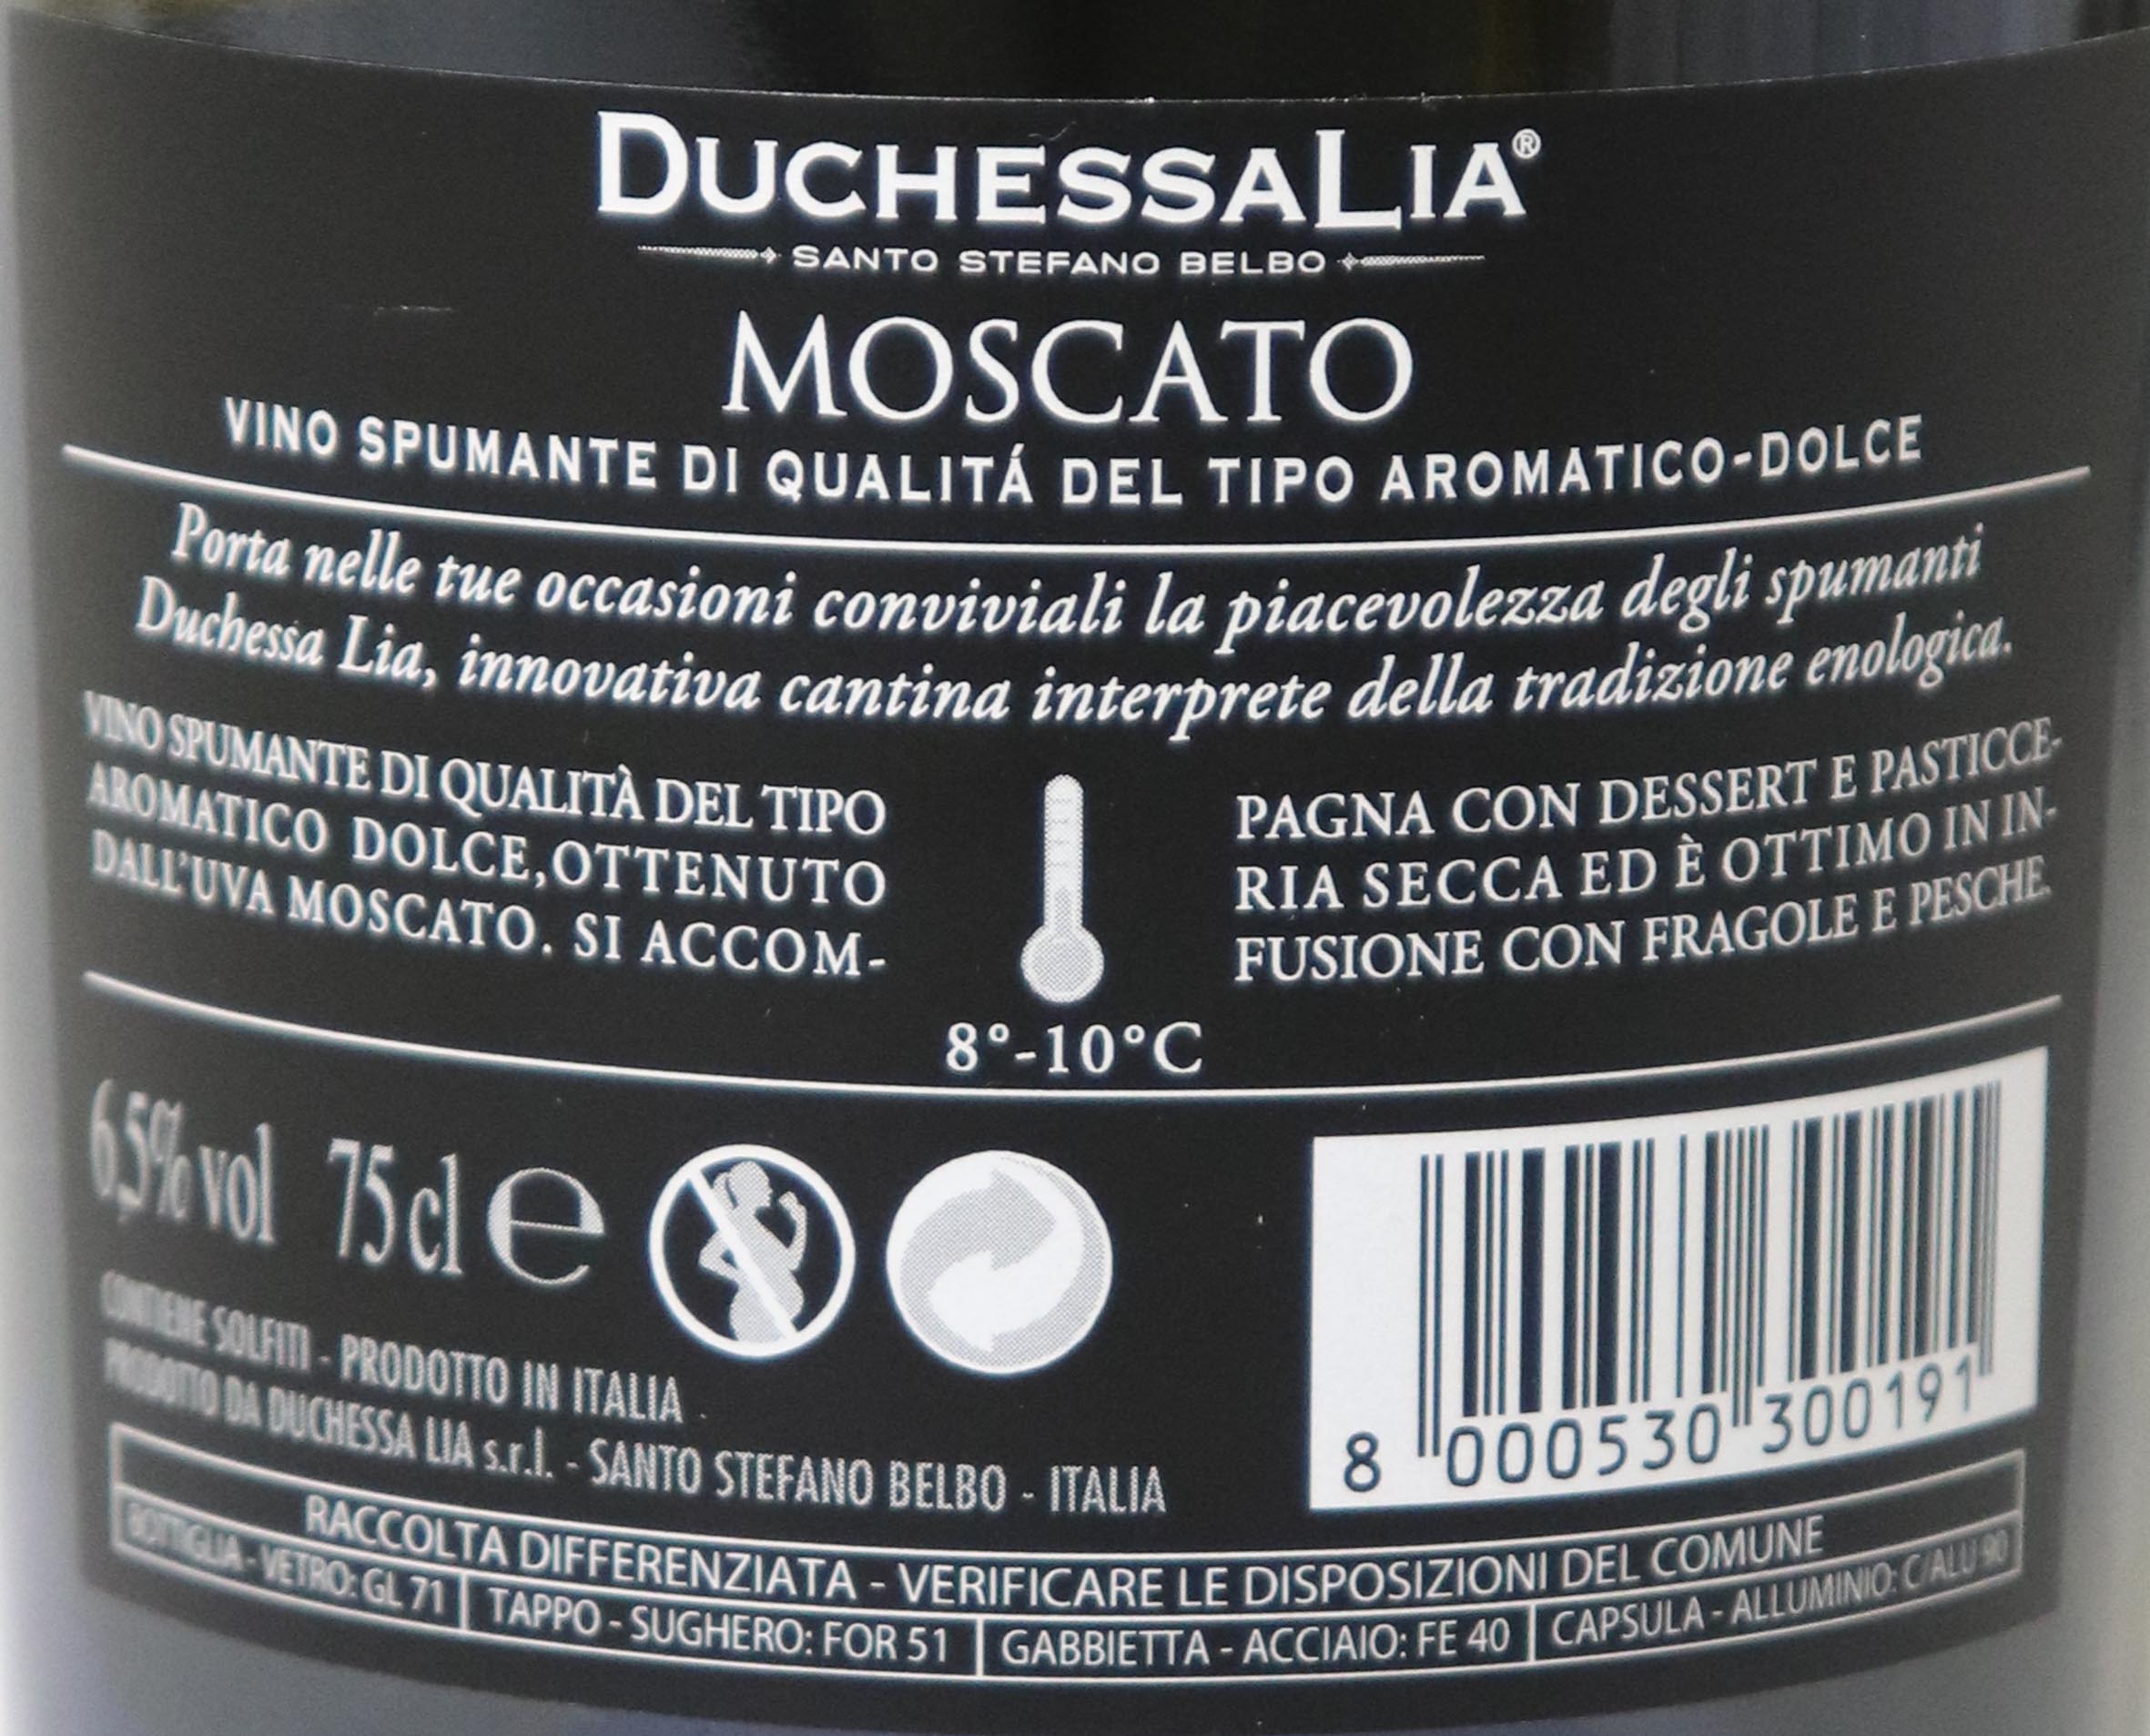 DUCHESSALIA®
SANTO STEFANO BELBO
MOSCATO
VINO SPUMANTE DI QUALITÁ DEL TIPO AROMATICO-DOLCE
Porta nelle tue occasioni conviviali la piacevolezza degli spumanti
Duchessa Lia, innovativa cantina interprete della tradizione enologica.
VINO SPUMANTE DI QUALITÀ DEL TIPO
AROMATICO DOLCE, OTTENUTO
DALL'UVA MOSCATO. SI ACCOM-
PAGNA CON DESSERT E PASTICCE-
RIA SECCA ED È OTTIMO IN IN-
FUSIONE CON FRAGOLE E PESCHE.
8°-10°C
6,5% vol 75 cl e
CONTIENE SOLFITI - PRODOTTO IN ITALIA
PRODOTTO DA DUCHESSA LIA s.r.l. - SANTO STEFANO BELBO - ITALIA
8 000530 300191
RACCOLTA DIFFERENZIATA - VERIFICARE LE DISPOSIZIONI DEL COMUNE
BOTTIGLIA - VETRO: GL 71 | TAPPO - SUGHERO: FOR 51 | GABBIETTA - ACCIAIO: FE 40 | CAPSULA - ALLUMINIO: C/ALU 90